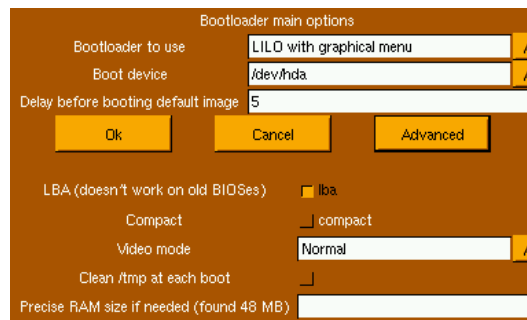 Bootloader main options
Bootloader to use LILO with graphical menu
Boot device /dev/hda
Delay before booting default image 5
Ok Cancel Advanced
LBA (doesn't work on old BIOSes) lba
Compact compact
Video mode Normal
Clean /tmp at each boot
Precise RAM size if needed (found 48 MB)